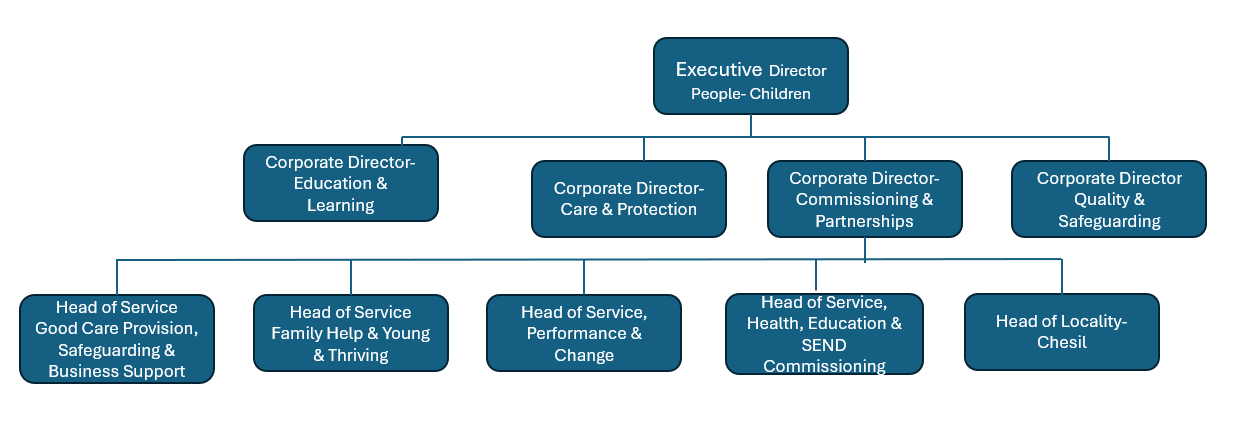 Executive Director
People- Children
Corporate Director-
Education &
Learning
Corporate Director-
Care & Protection
Corporate Director-
Commissioning &
Partnerships
Corporate Director
Quality &
Safeguarding
Head of Service
Good Care Provision,
Safeguarding &
Business Support
Head of Service
Family Help & Young
& Thriving
Head of Service,
Performance &
Change
Head of Service,
Health, Education &
SEND
Commissioning
Head of Locality-
Chesil